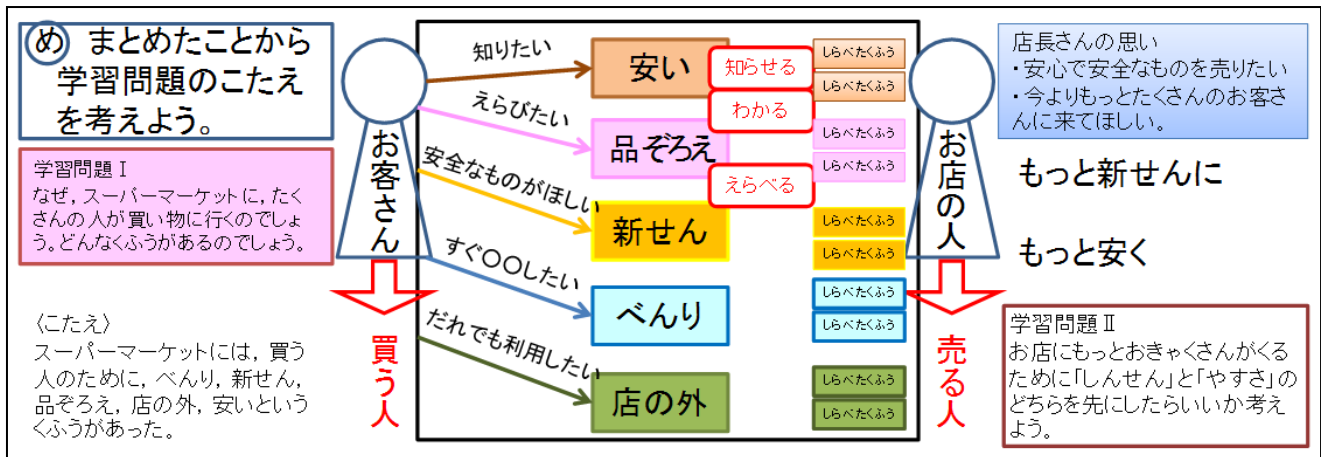 め まとめたことから
学習問題のこたえ
を考えよう。
学習問題Ⅰ
なぜ，スーパーマーケットに，たく
さんの人が買い物に行くのでしょ
う。どんなくふうがあるのでしょう。
〈こたえ〉
スーパーマーケットには，買う
人のために，べんり，新せん，
品ぞろえ，店の外，安いという
くふうがあった。
お客さん
買う人
知りたい
えらびたい
安全なものがほしい
すぐ〇〇したい
だれでも利用したい
安い
品ぞろえ
新せん
べんり
店の外
知らせる
わかる
えらべる
しらべたくふう
しらべたくふう
しらべたくふう
しらべたくふう
しらべたくふう
しらべたくふう
しらべたくふう
しらべたくふう
しらべたくふう
しらべたくふう
お店の人
売る人
店長さんの思い
・安心で安全なものを売りたい
・今よりもっとたくさんのお客さ
んに来てほしい。
もっと新せんに
もっと安く
学習問題Ⅱ
お店にもっとおきゃくさんがくる
ために「しんせん」と「やすさ」の
どちらを先にしたらいいか考え
よう。